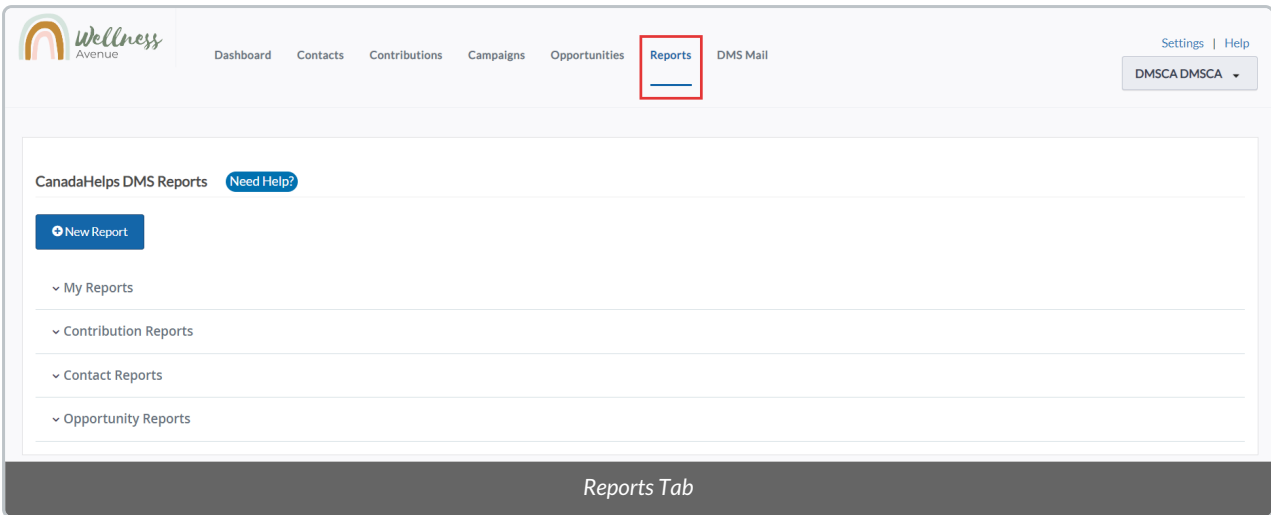 Wellness
Avenue
Dashboard Contacts Contributions Campaigns Opportunities Reports DMS Mail
Settings | Help
DMSCA DMSCA
CanadaHelps DMS Reports Need Help?
New Report
My Reports
Contribution Reports
Contact Reports
Opportunity Reports
Reports Tab